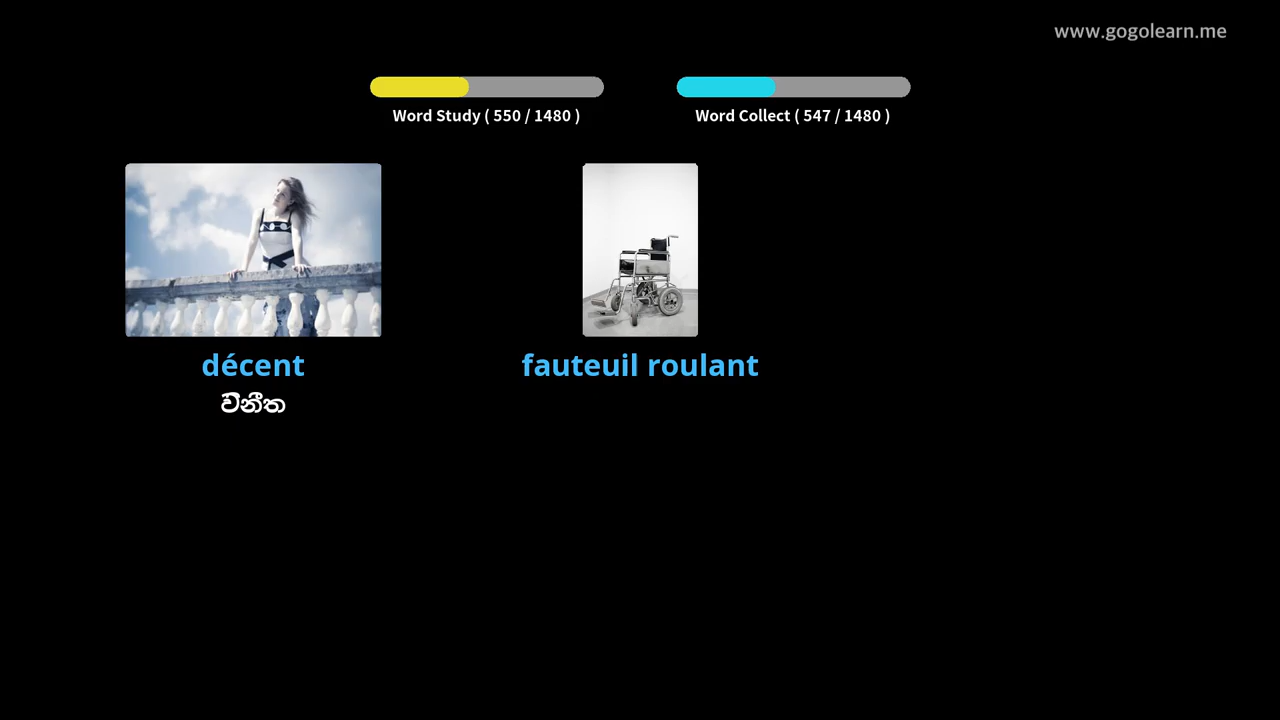 www.gogolearn.me
Word Study ( 550 / 1480 )
Word Collect ( 547 / 1480 )
décent
fauteuil roulant
විනීත